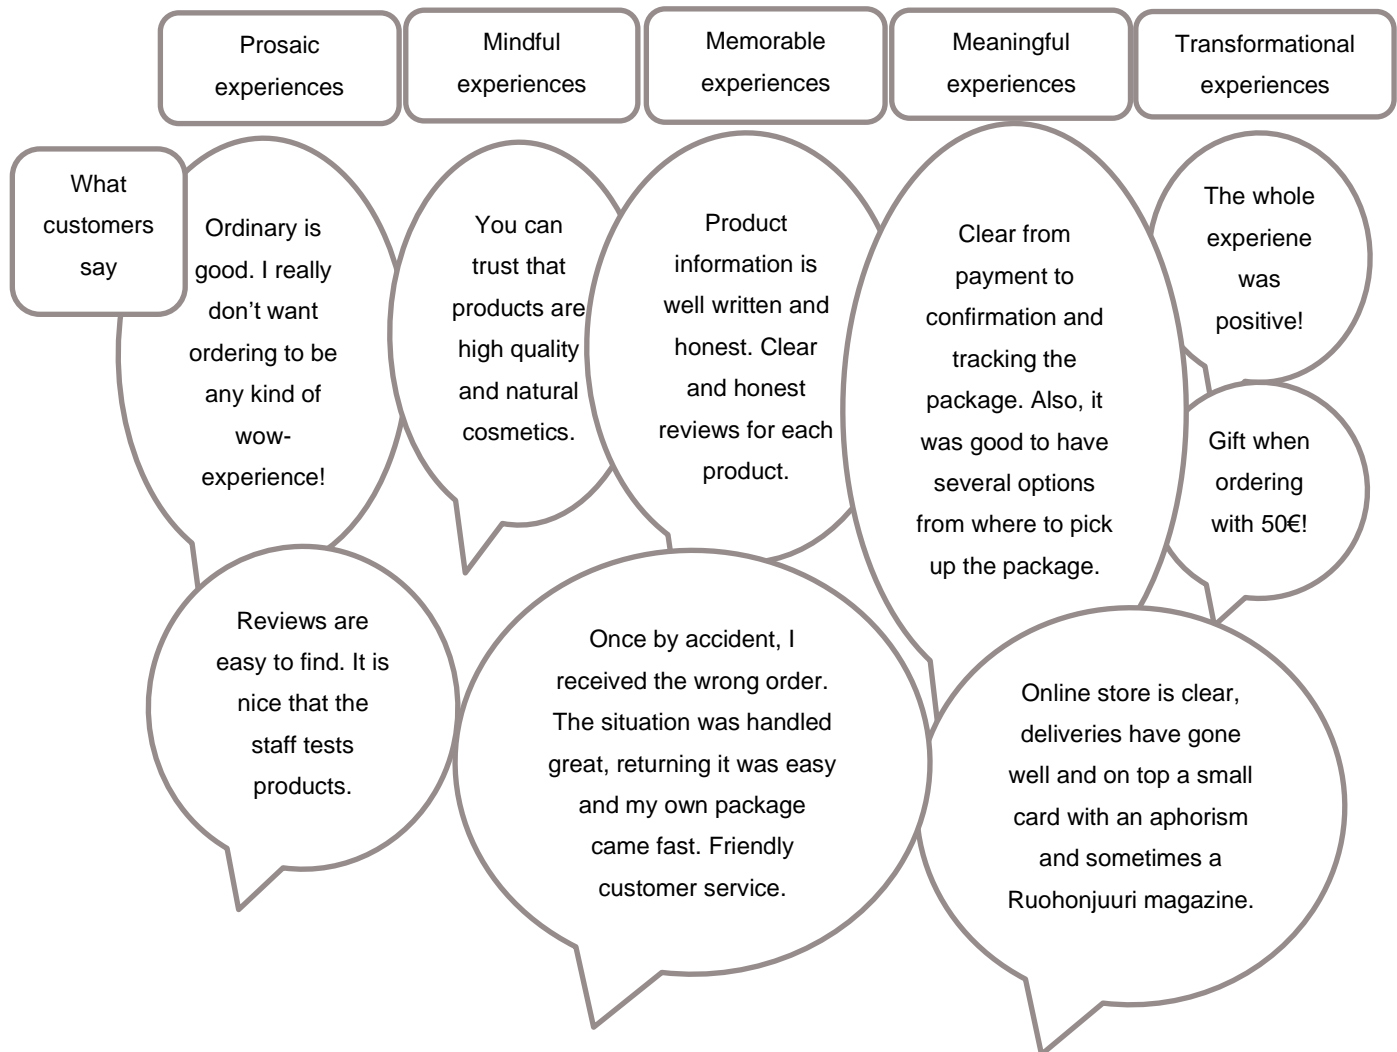 Prosaic
experiences
Mindful
experiences
Memorable
experiences
Meaningful
experiences
Transformational
experiences
What
customers
say
Ordinary is
good. I really
don’t want
ordering to be
any kind of
wow-
experience!
You can
trust that
products are
high quality
and natural
cosmetics.
Product
information is
well written and
honest. Clear
and honest
reviews for each
product.
Clear from
payment to
confirmation and
tracking the
package. Also, it
was good to have
several options
from where to pick
up the package.
The whole
experiene
was
positive!
Gift when
ordering
with 50€!
Reviews are
easy to find. It is
nice that the
staff tests
products.
Once by accident, I
received the wrong order.
The situation was handled
great, returning it was easy
and my own package
came fast. Friendly
customer service.
Online store is clear,
deliveries have gone
well and on top a small
card with an aphorism
and sometimes a
Ruohonjuuri magazine.